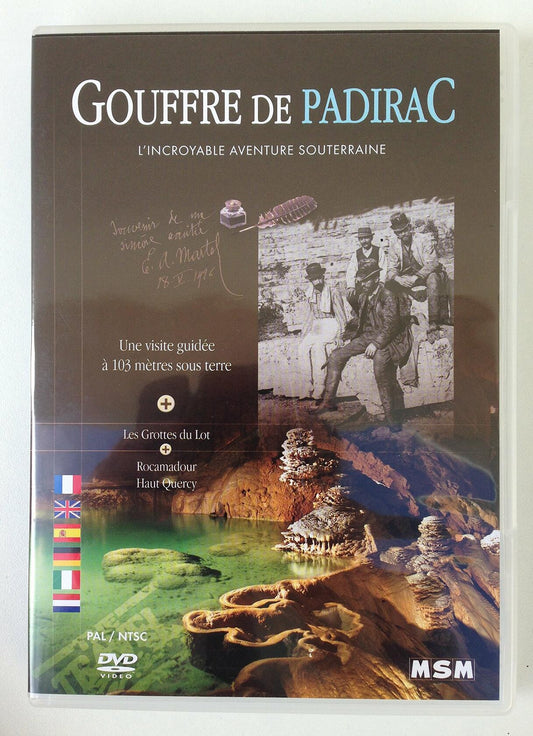 GOUFFRE DE PADIRAC
L'INCROYABLE AVENTURE SOUTERRAINE
Souvenir de ma
sincère amitié
E. A. Martel
Une visite guidée
à 103 mètres sous terre
+
Les Grottes du Lot
+
Rocamadour
Haut Quercy
PAL / NTSC
DVD
VIDEO
MSM